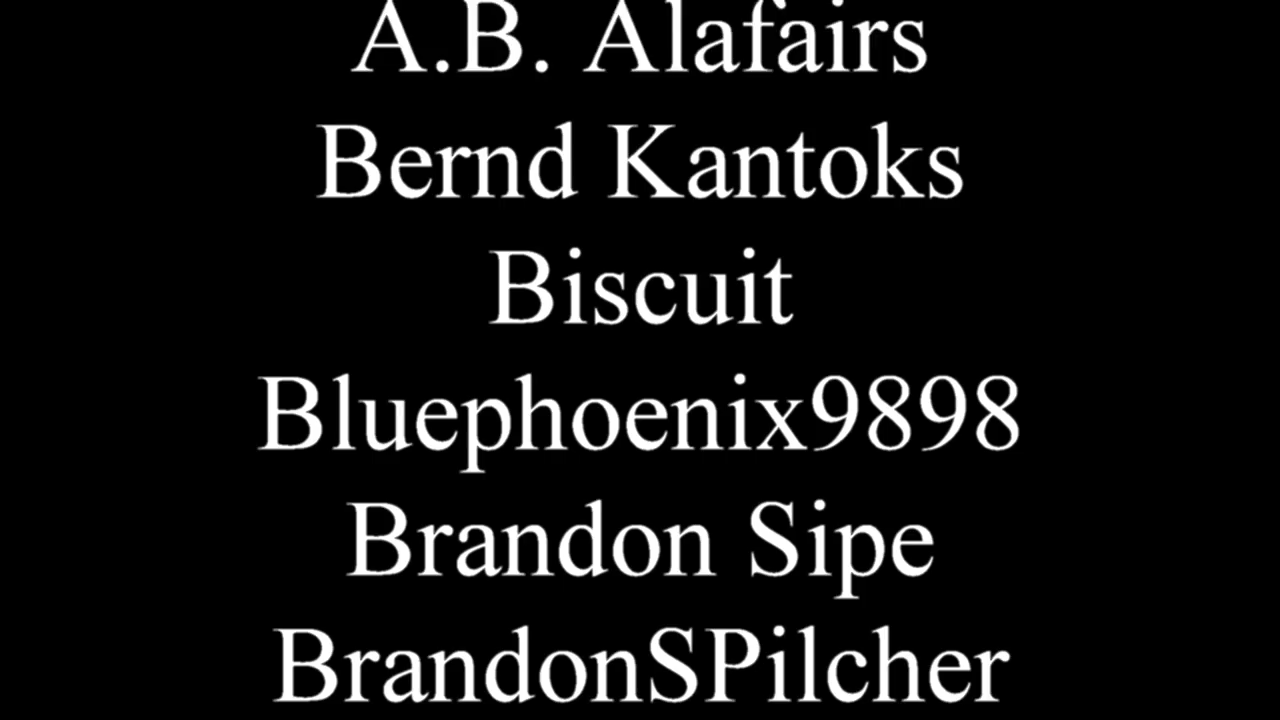 A.B. Alafairs
Bernd Kantoks
Biscuit
Bluephoenix9898
Brandon Sipe
BrandonSPilcher